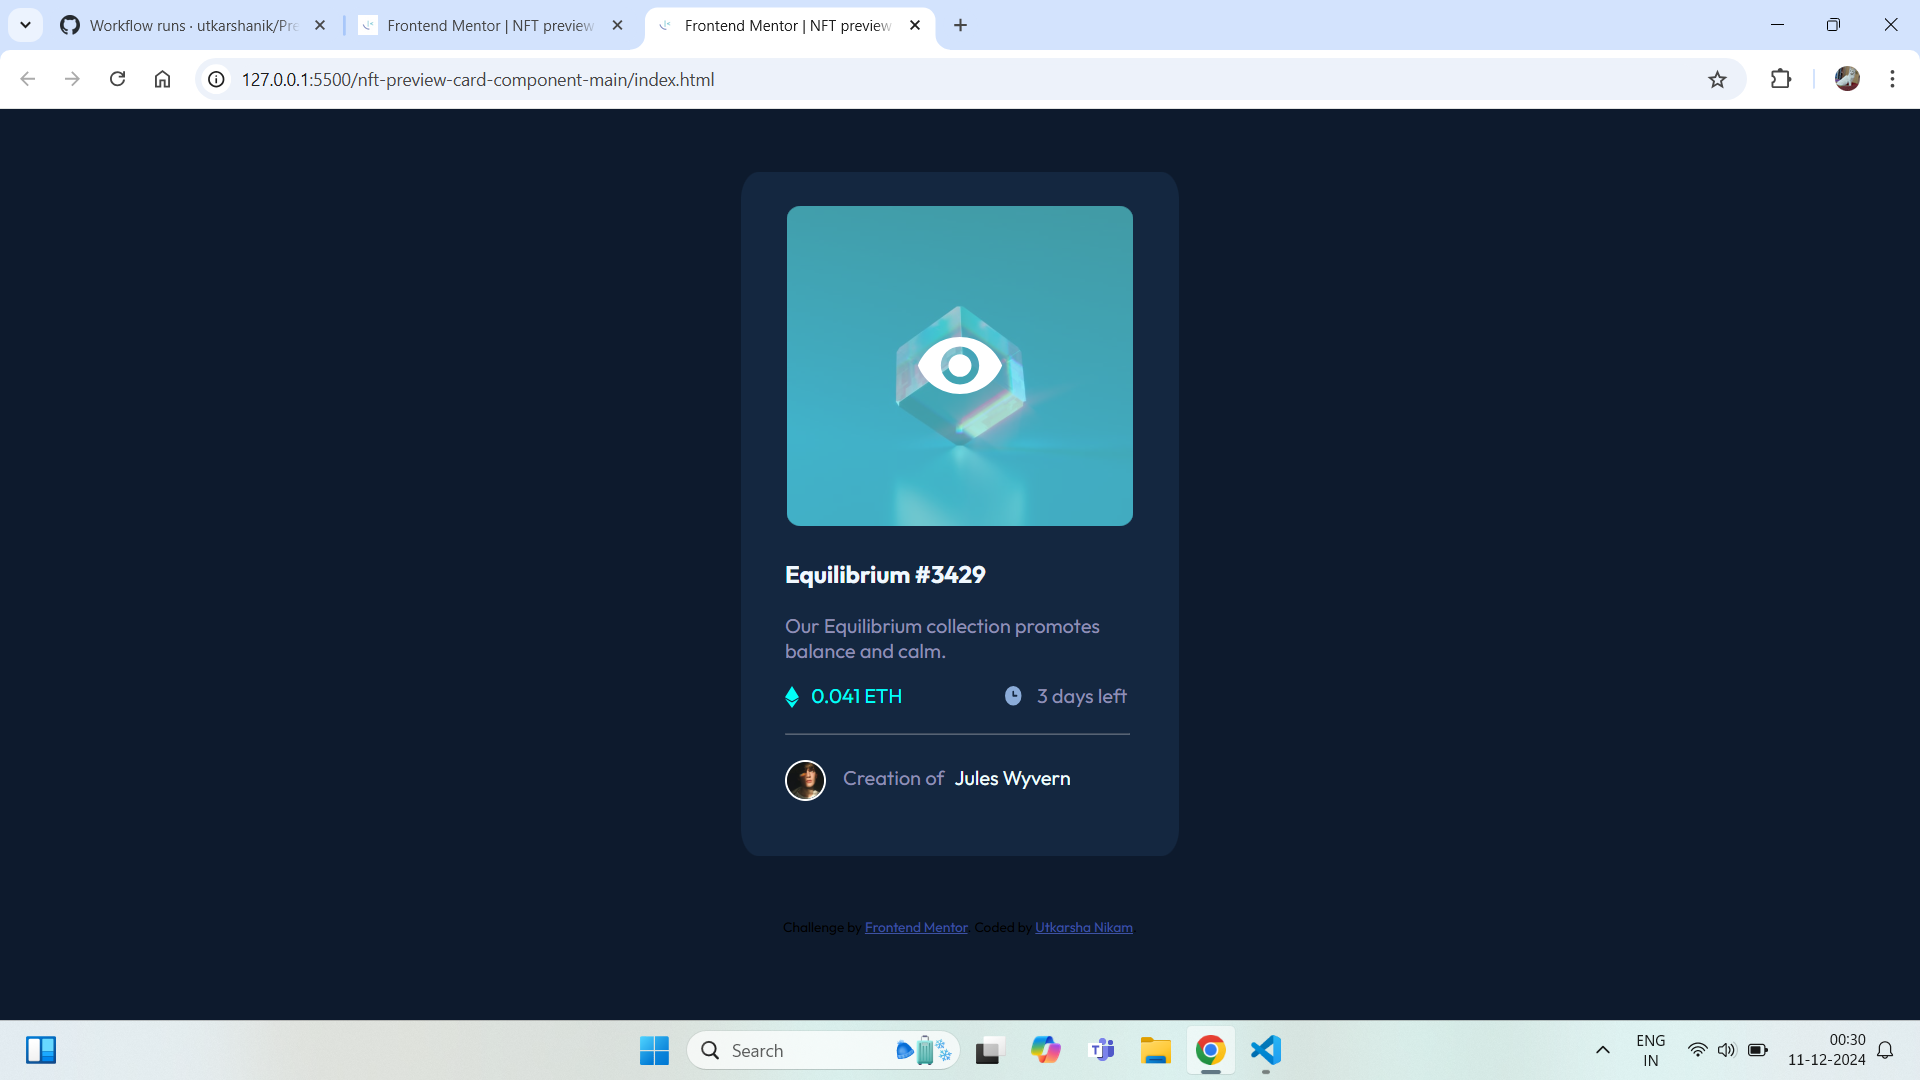 Workflow runs · utkarshanik/Pre
Frontend Mentor | NFT preview
Frontend Mentor | NFT preview
127.0.0.1:5500/nft-preview-card-component-main/index.html
Equilibrium #3429
Our Equilibrium collection promotes
balance and calm.
0.041 ETH
3 days left
Creation of Jules Wyvern
Challenge by Frontend Mentor. Coded by Utkarsha Nikam.
Search
ENG
IN
00:30
11-12-2024